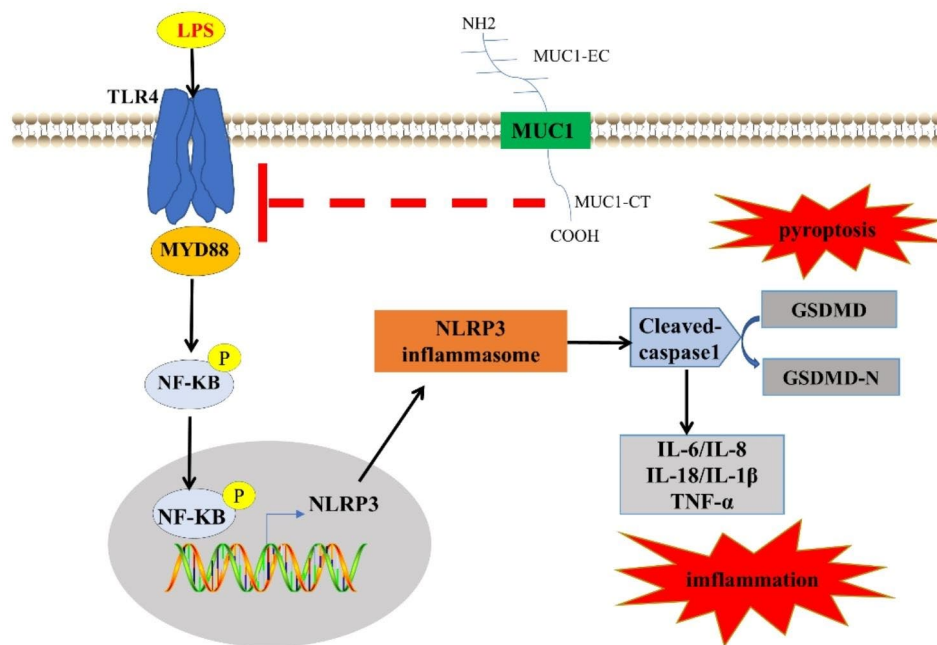 LPS
NH2
MUC1-EC
TLR4
MUC1
MUC1-CT
COOH
MYD88
pyroptosis
P
NF-KB
NLRP3
inflammasome
Cleaved-
caspase1
GSDMD
GSDMD-N
IL-6/IL-8
IL-18/IL-1β
TNF-α
P
NF-KB
NLRP3
imflammation